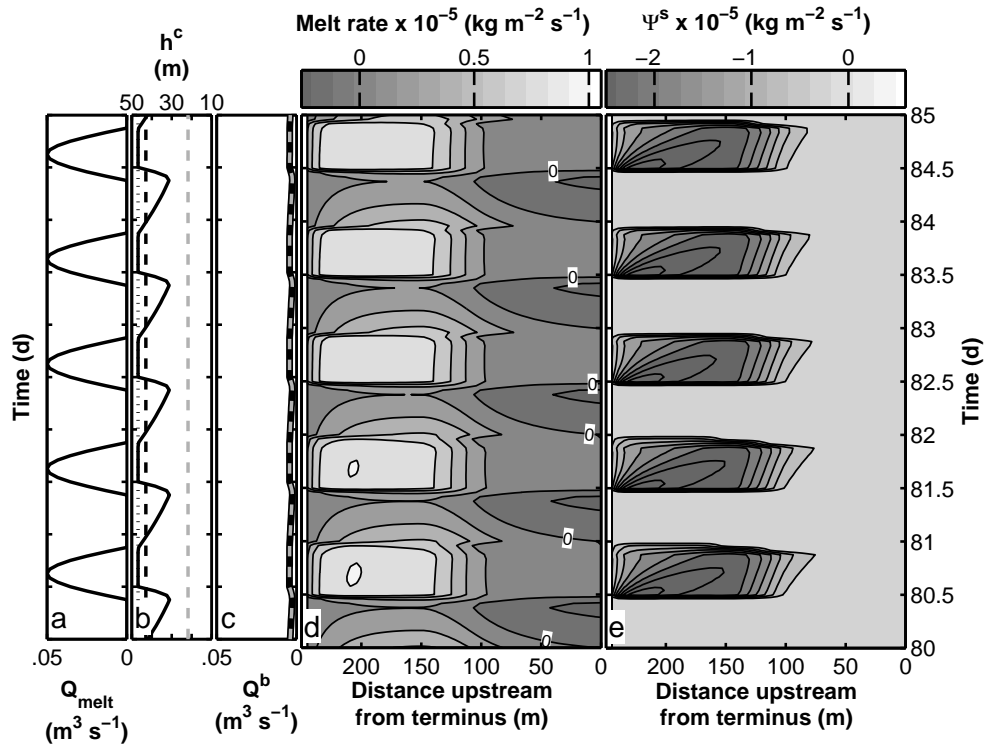 Melt rate x 10⁻⁵ (kg m⁻² s⁻¹)
Ψˢ x 10⁻⁵ (kg m⁻² s⁻¹)
hᶜ
(m)
0 0.5 1
−2 −1 0
50 30 10
85
84.5
84
83.5
83
82.5
82
81.5
81
80.5
80
Time (d)
Time (d)
0
0
0
0
0
0
0
a b c d e
.05 0 .05 0
200 150 100 50 0
200 150 100 50 0
Q_melt
(m³ s⁻¹)
Qᵇ
(m³ s⁻¹)
Distance upstream
from terminus (m)
Distance upstream
from terminus (m)